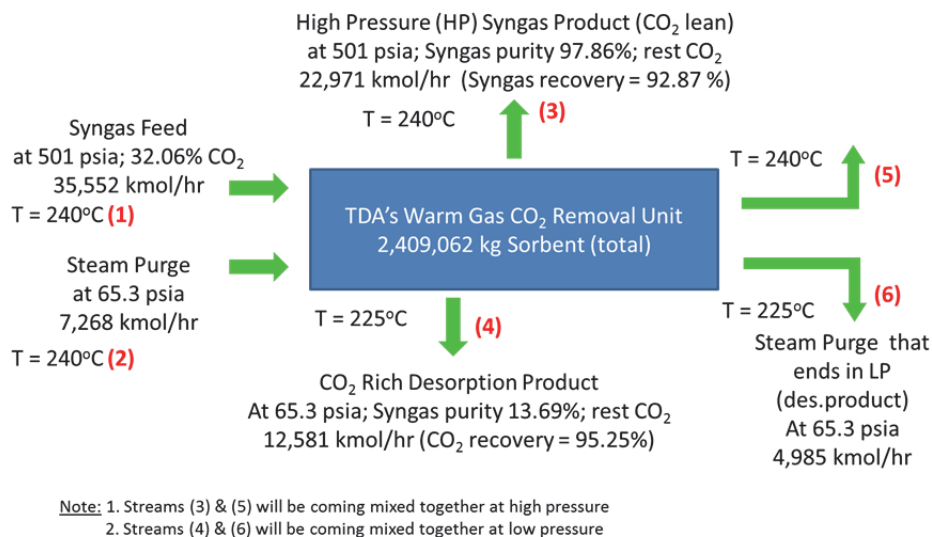 High Pressure (HP) Syngas Product (CO₂ lean)
at 501 psia; Syngas purity 97.86%; rest CO₂
22,971 kmol/hr  (Syngas recovery = 92.87 %)
T = 240°C
(3)
Syngas Feed
at 501 psia; 32.06% CO₂
35,552 kmol/hr
T = 240°C (1)
T = 240°C
(5)
TDA's Warm Gas CO₂ Removal Unit
2,409,062 kg Sorbent (total)
Steam Purge
at 65.3 psia
7,268 kmol/hr
T = 240°C (2)
T = 225°C
(4)
T = 225°C
(6)
Steam Purge  that
ends in LP
(des.product)
At 65.3 psia
4,985 kmol/hr
CO₂ Rich Desorption Product
At 65.3 psia; Syngas purity 13.69%; rest CO₂
12,581 kmol/hr (CO₂ recovery = 95.25%)
Note: 1. Streams (3) & (5) will be coming mixed together at high pressure
2. Streams (4) & (6) will be coming mixed together at low pressure